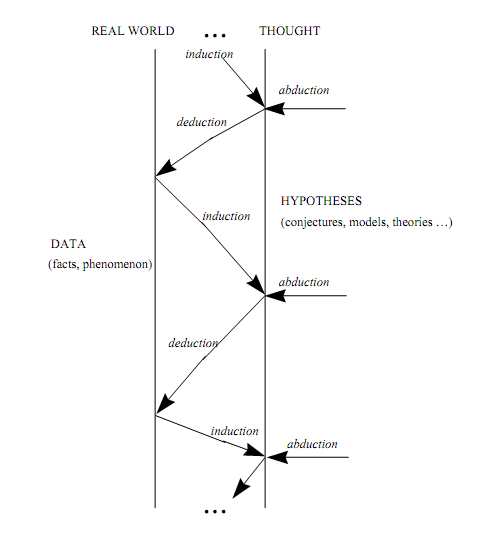 REAL WORLD ... THOUGHT
induction
abduction
deduction
HYPOTHESES
induction
(conjectures, models, theories ...)
DATA
(facts, phenomenon)
abduction
deduction
induction
abduction
...